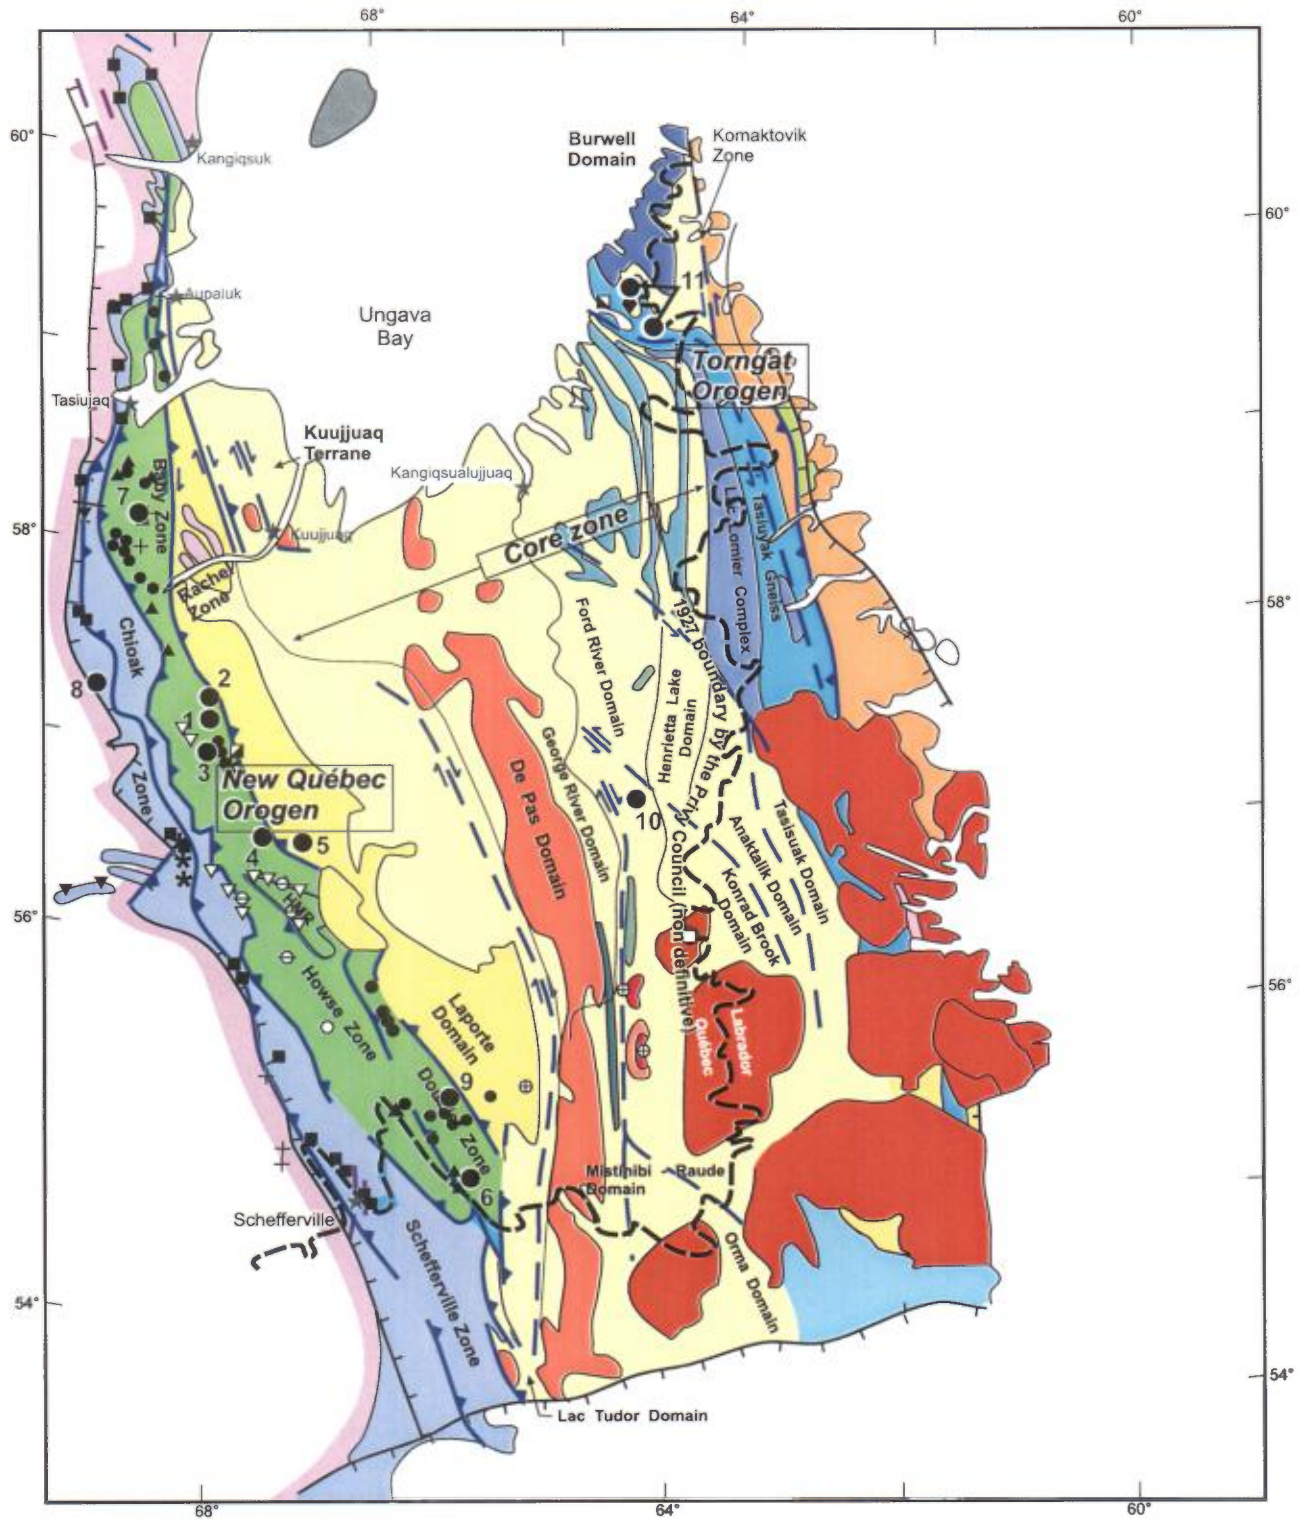 68°
64°
60°
60°
60°
Burwell
Domain
Komaktovik
Zone
Kangiqsuk
Aupaluk
Ungava
Bay
11
Torngat
Orogen
Tasiujaq
Kuujjuaq
Terrane
Kangiqsualujjuaq
Baby Zone
7
58°
Kuujjuaq
Core zone
Lac Lomier Complex
Tasiuyak Gneiss
58°
Rachel
Zone
Chioak
Zone
8
2
1
3
New Québec
Orogen
4
5
Ford River Domain
Henrietta Lake
Domain
1927 boundary by the Privy Council (non definitive)
George River Domain
De Pas Domain
10
Tasisuak Domain
Anaktalik Domain
Konrad Brook
Domain
56°
HMR
56°
Howse Zone
Laporte
Domain
Labrador
Québec
9
Doublet Zone
6
Mistinibi - Raude
Domain
Schefferville
Schefferville Zone
Orma Domain
54°
54°
Lac Tudor Domain
68°
64°
60°